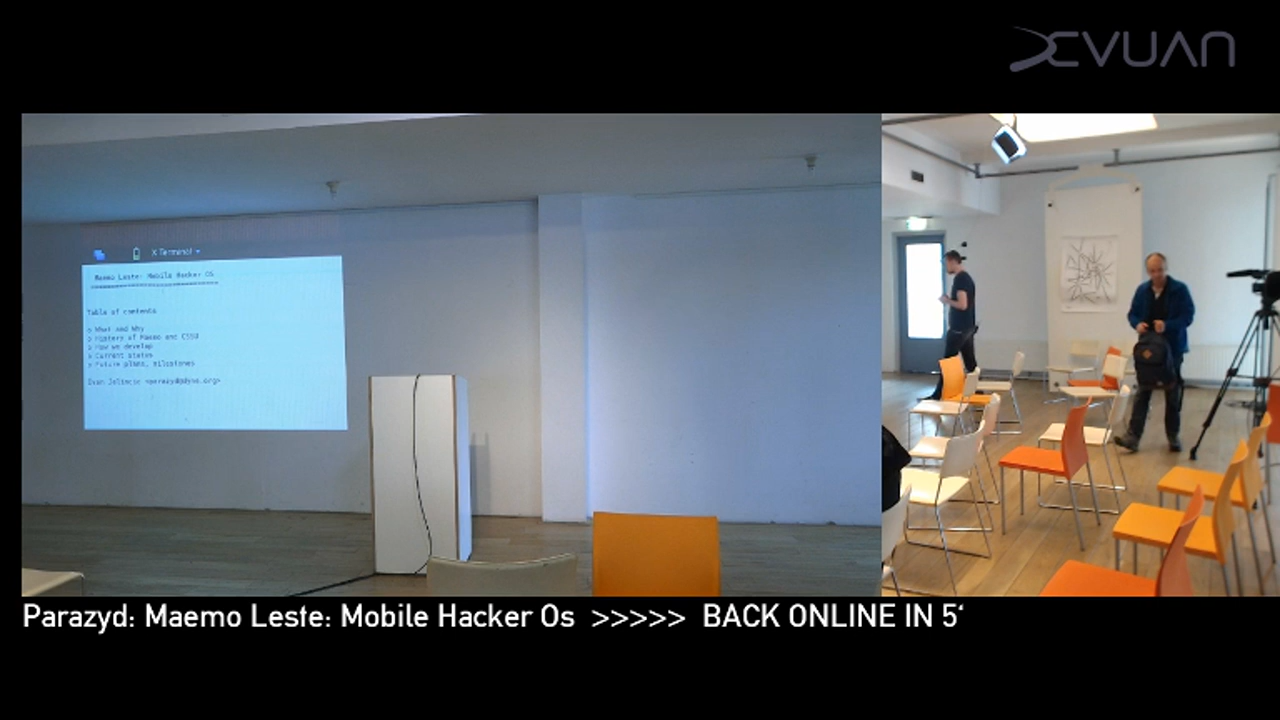 DEVUAN
X Terminal
Maemo Leste: Mobile Hacker Os
Table of contents
o What and Why
o History of Maemo and CSSU
o How we develop
o Current status
o Future plans, milestones
Parazyd: Maemo Leste: Mobile Hacker Os >>>>> BACK ONLINE IN 5‘